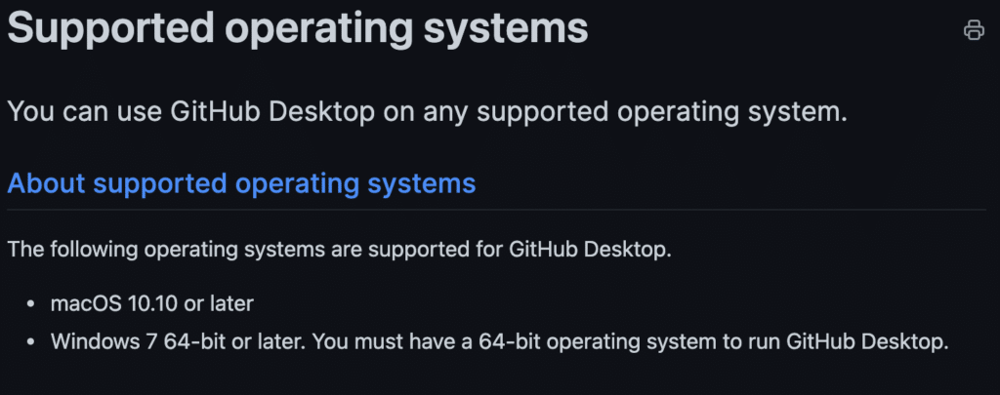 Supported operating systems
You can use GitHub Desktop on any supported operating system.
About supported operating systems
The following operating systems are supported for GitHub Desktop.
• macOS 10.10 or later
• Windows 7 64-bit or later. You must have a 64-bit operating system to run GitHub Desktop.